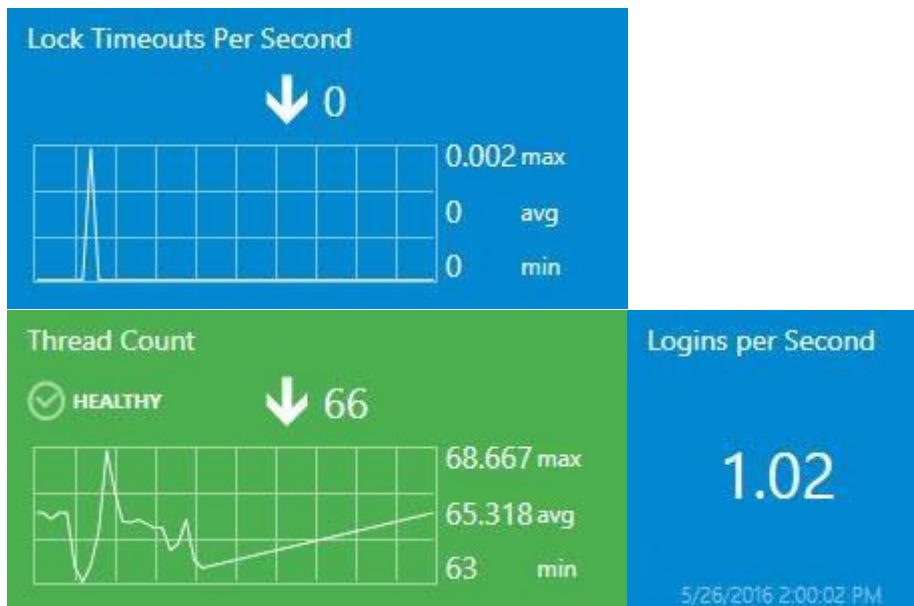 Lock Timeouts Per Second
0
0.002 max
0 avg
0 min
Thread Count
HEALTHY
66
68.667 max
65.318 avg
63 min
Logins per Second
1.02
5/26/2016 2:00:02 PM